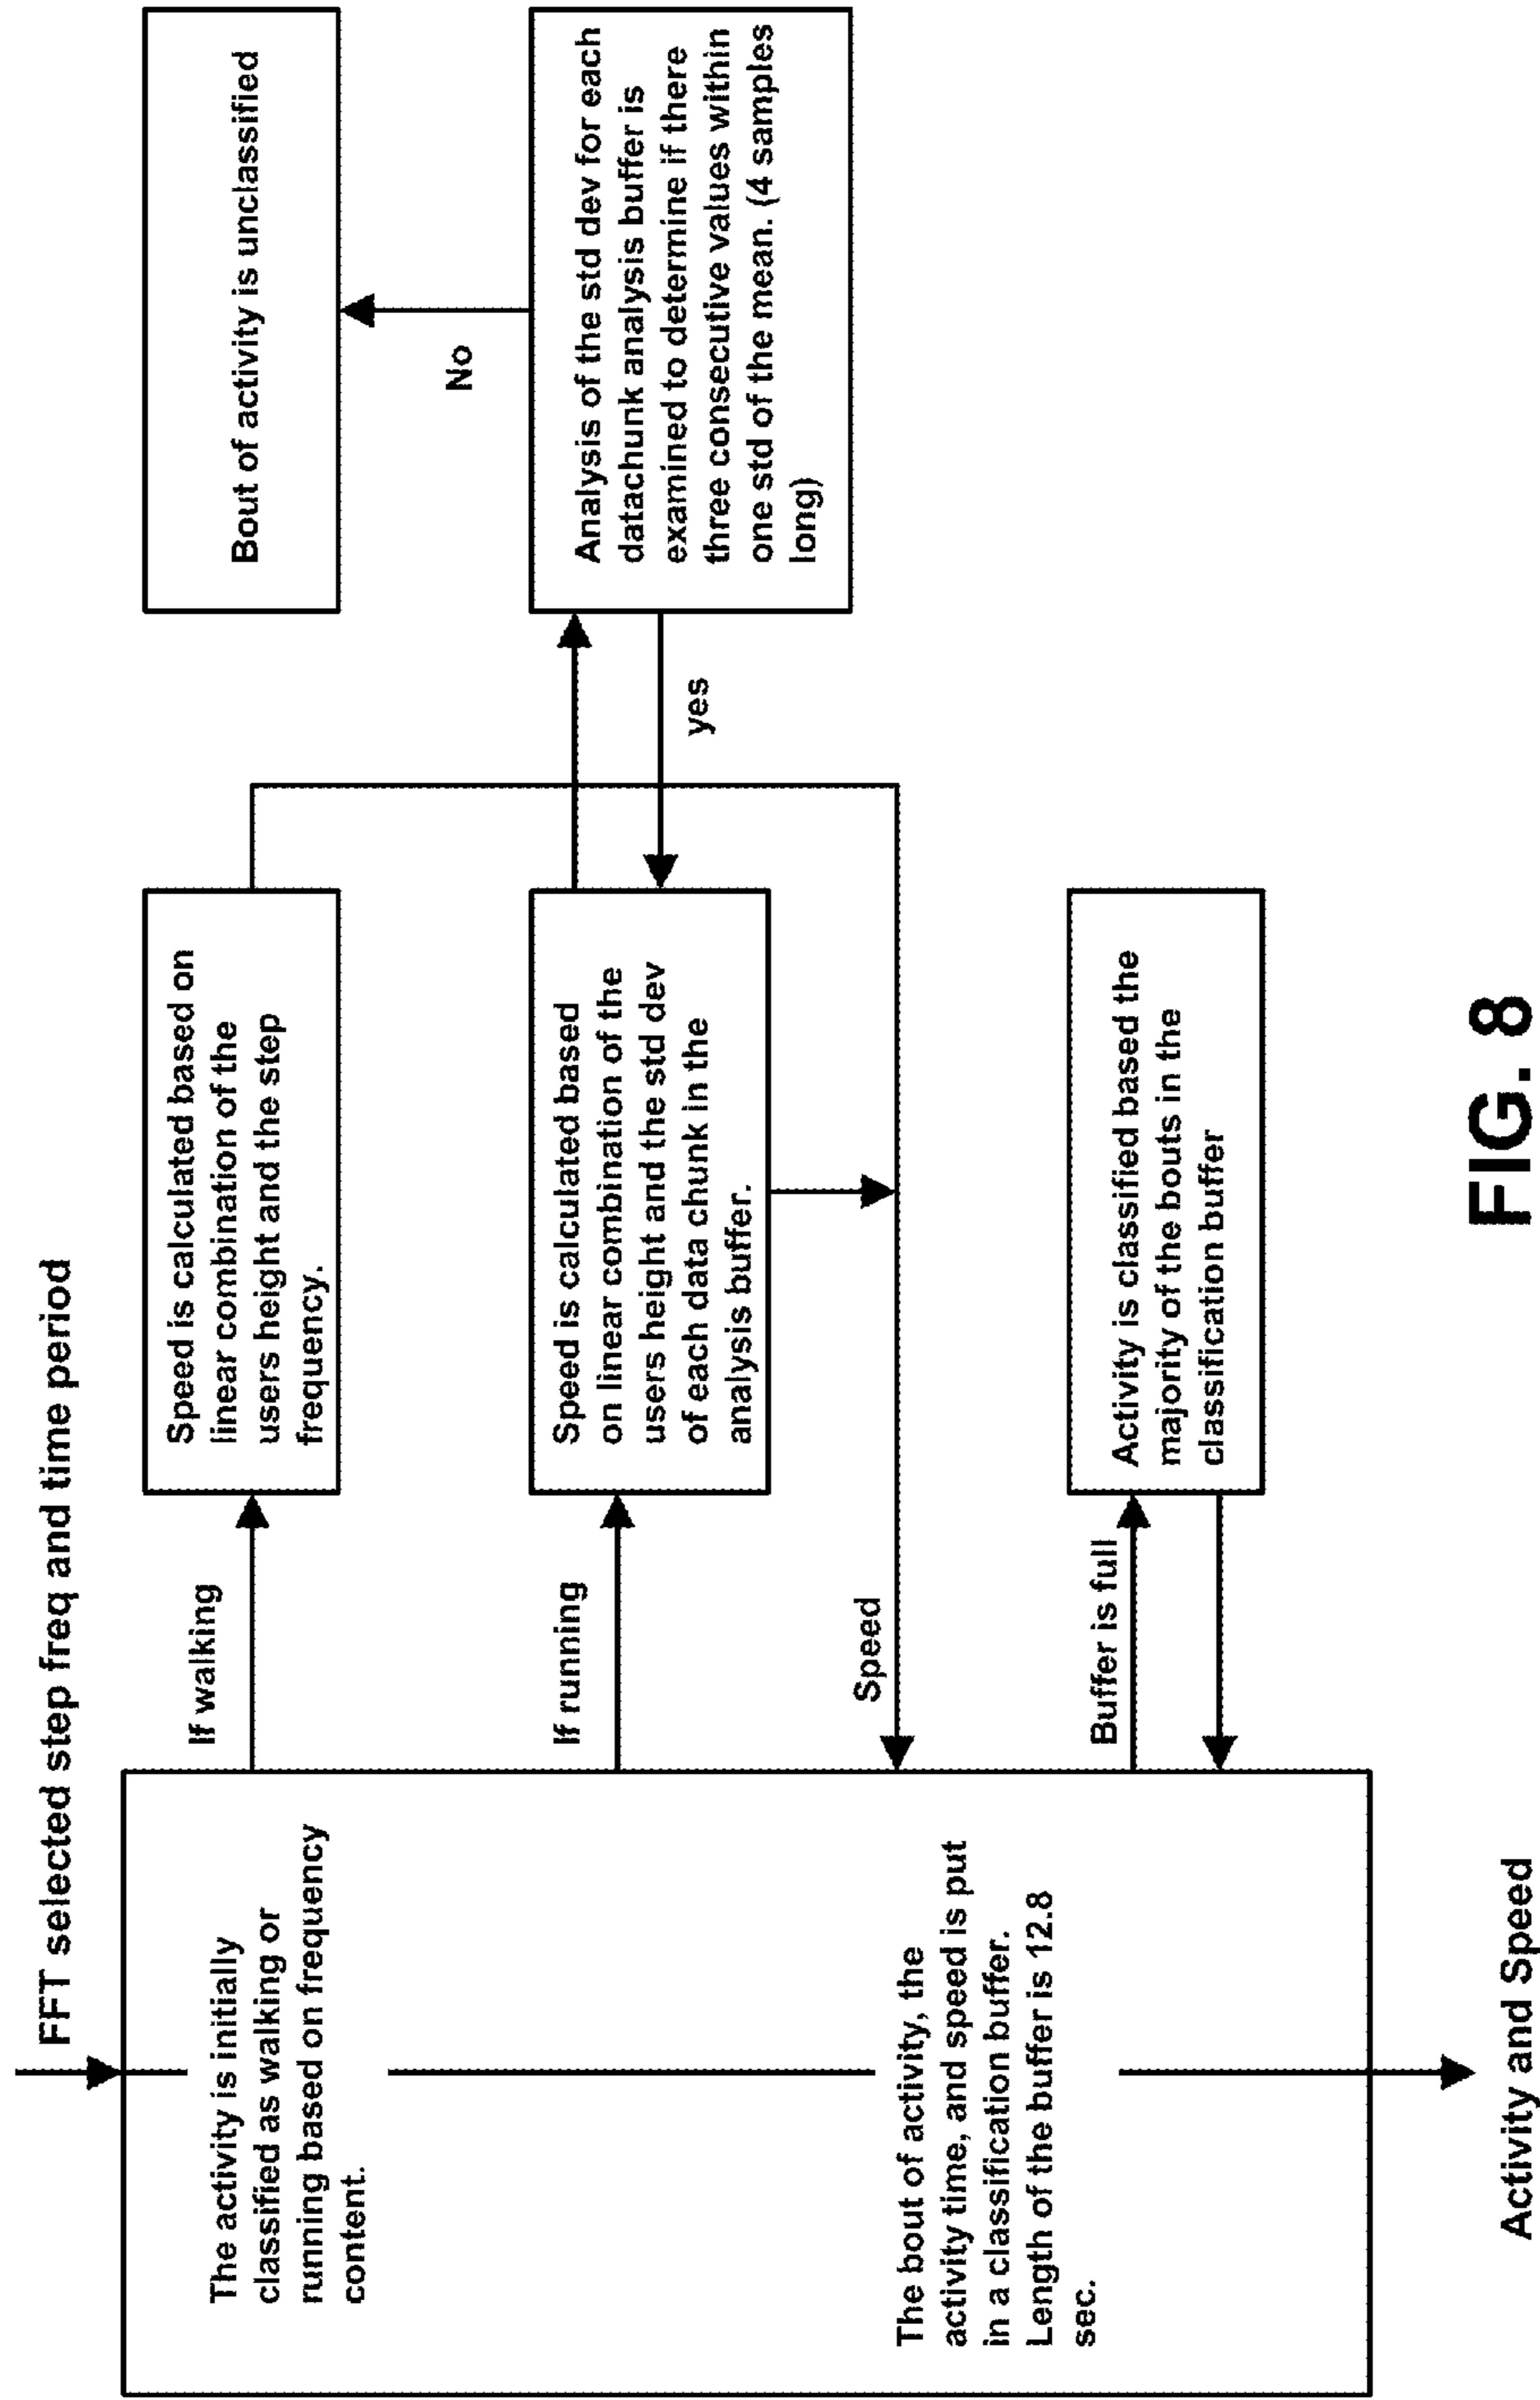 FFT selected step freq and time period
The activity is initially
classified as walking or
running based on frequency
content.
If walking
Speed is calculated based on
linear combination of the
users height and the step
frequency.
Bout of activity is unclassified
No
If running
Speed is calculated based
on linear combination of the
users height and the std dev
of each data chunk in the
analysis buffer.
yes
Analysis of the std dev for each
datachunk analysis buffer is
examined to determine if there
three consecutive values within
one std of the mean. (4 samples
long)
Speed
The bout of activity, the
activity time, and speed is put
in a classification buffer.
Length of the buffer is 12.8
sec.
Buffer is full
Activity is classified based the
majority of the bouts in the
classification buffer
Activity and Speed
FIG. 8